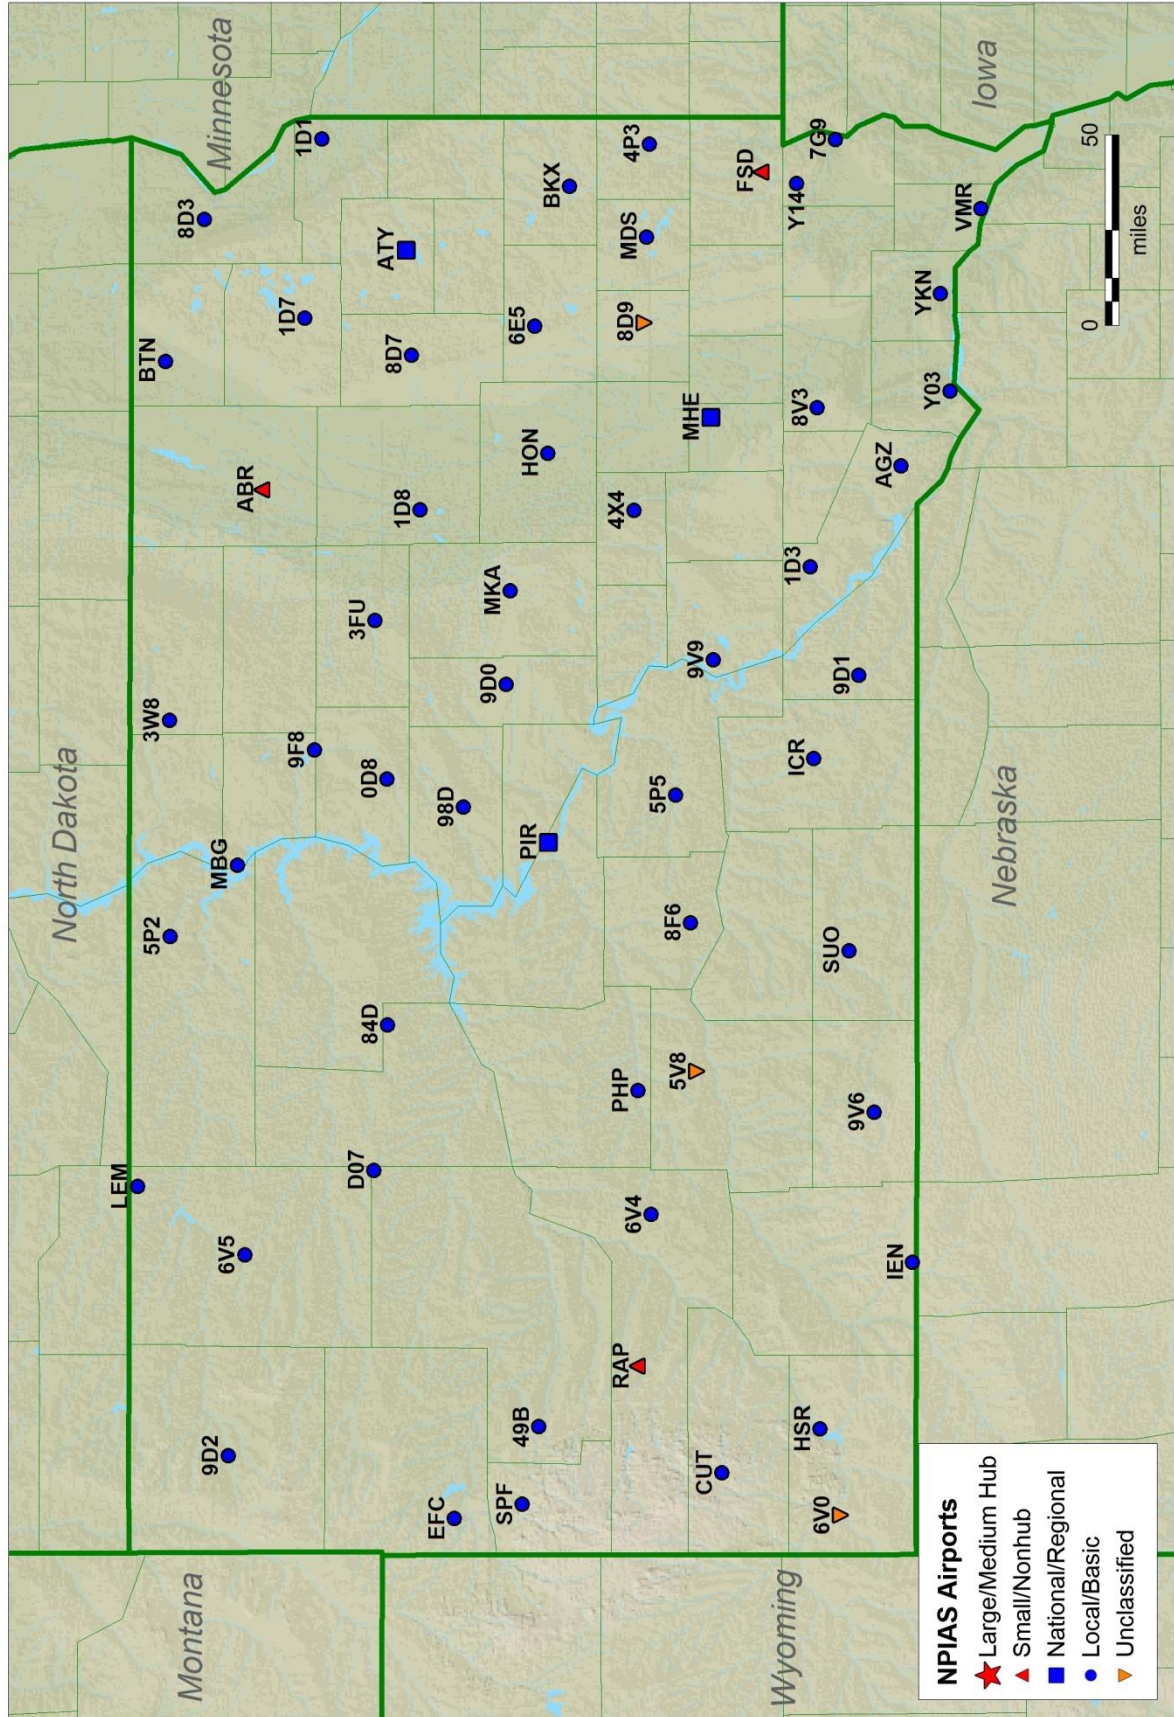 North Dakota
Minnesota
Montana
Wyoming
Nebraska
Iowa
LEM
BTN
5P2
3W8
8D3
9D2
6V5
MBG
ABR
1D7
9F8
1D1
D07
84D
0D8
3FU
8D7
ATY
1D8
EFC
98D
SPF
49B
PIR
9D0
MKA
HON
6E5
BKX
RAP
6V4
PHP
5V8
8F6
5P5
9V9
4X4
MHE
8D9
MDS
4P3
CUT
FSD
6V0
HSR
IEN
9V6
SUO
ICR
9D1
1D3
8V3
Y14
7G9
AGZ
Y03
YKN
VMR
NPIAS Airports
Large/Medium Hub
Small/Nonhub
National/Regional
Local/Basic
Unclassified
0 50
miles